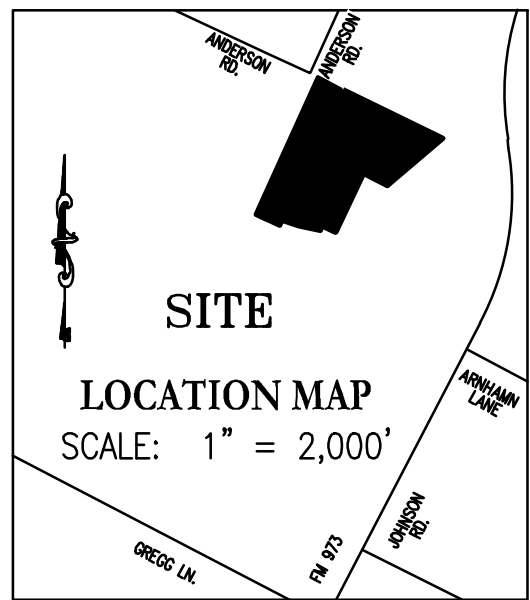 ANDERSON
RD.
ANDERSON
RD.
SITE
LOCATION MAP
SCALE: 1" = 2,000'
ARNHAMN
LANE
JOHNSON
RD.
FM 973
GREGG LN.